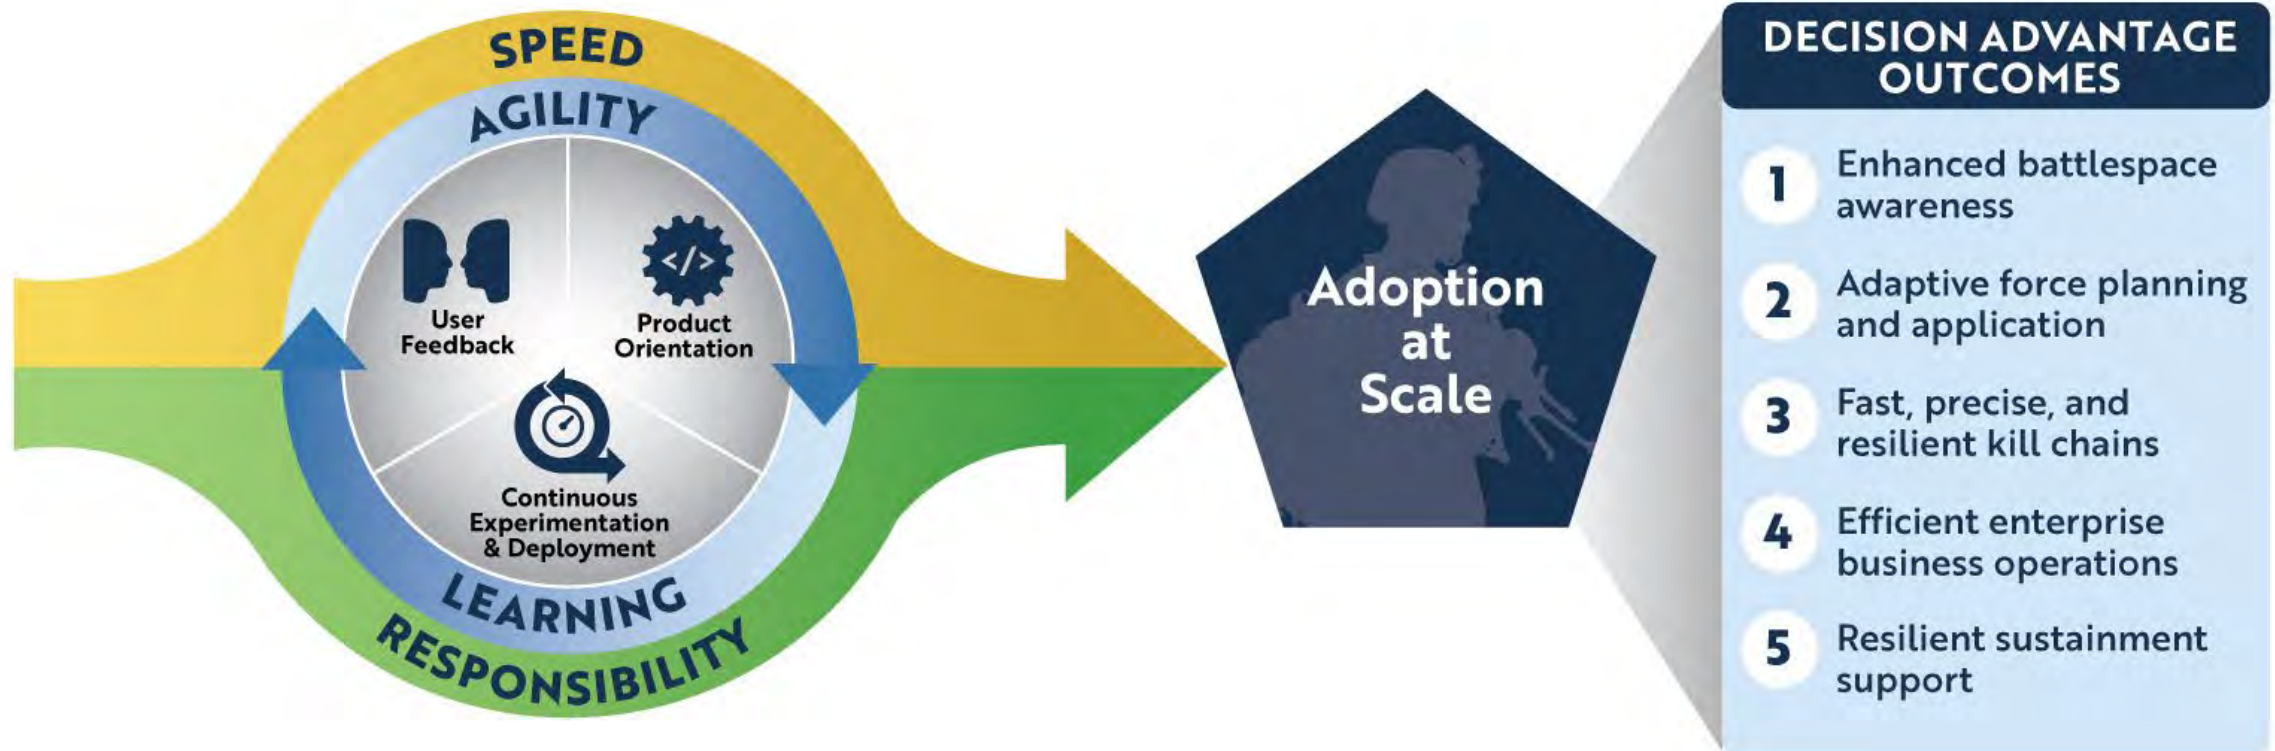 SPEED
AGILITY
User
Feedback
</>
Product
Orientation
Continuous
Experimentation
& Deployment
LEARNING
RESPONSIBILITY
Adoption
at
Scale
DECISION ADVANTAGE
OUTCOMES
1
Enhanced battlespace
awareness
2
Adaptive force planning
and application
3
Fast, precise, and
resilient kill chains
4
Efficient enterprise
business operations
5
Resilient sustainment
support